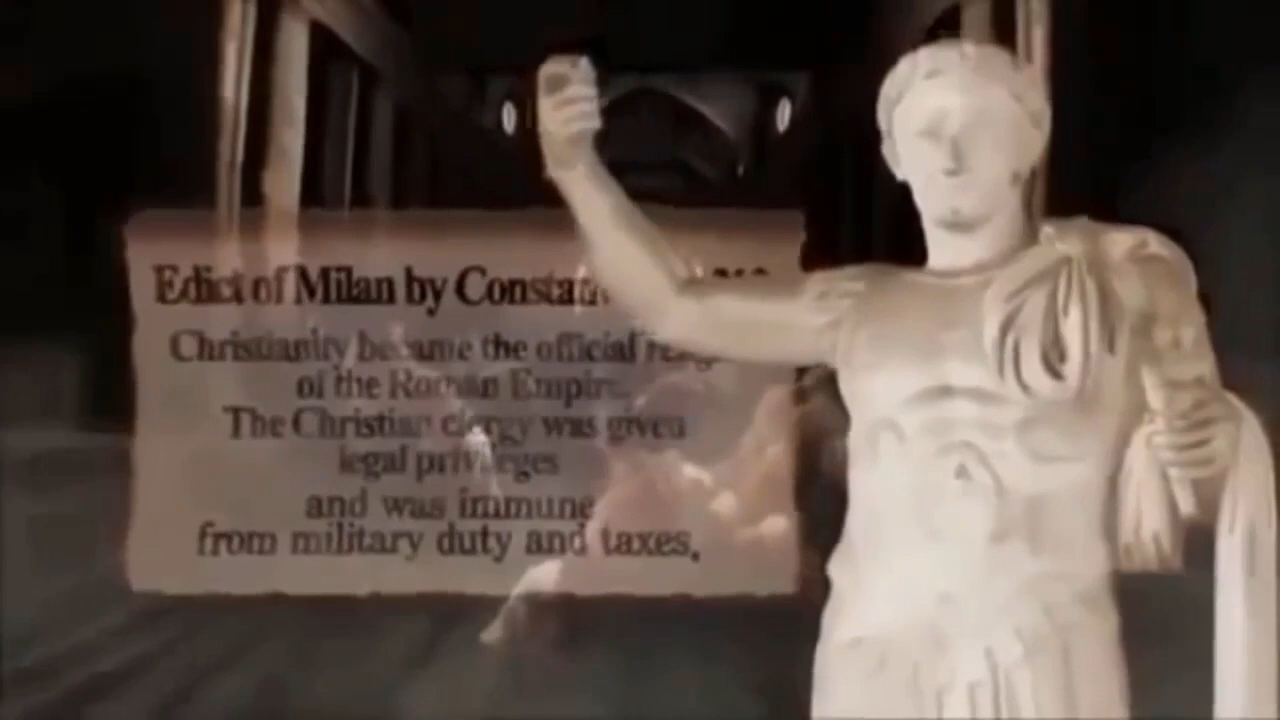 Edict of Milan by
Christianity became the official
of the Roman Empire.
The Christian clergy was given
legal privileges
and was immune
from military duty and taxes.